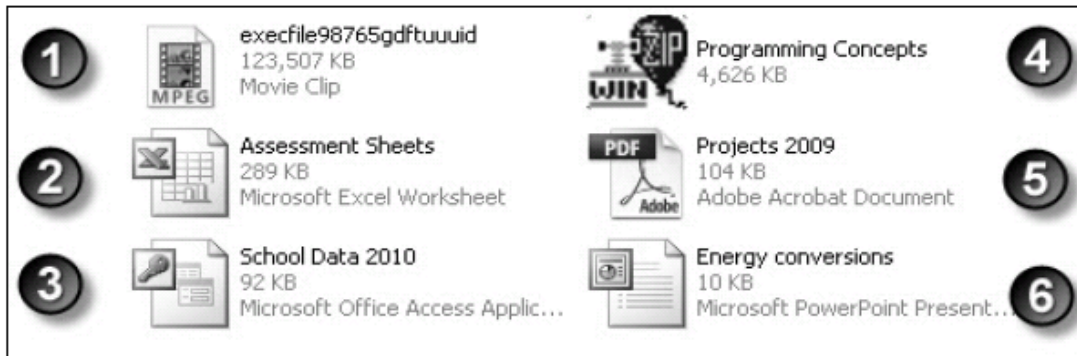 1
execfile98765gdftuuuid
123,507 KB
Movie Clip
MPEG
2
Assessment Sheets
289 KB
Microsoft Excel Worksheet
3
School Data 2010
92 KB
Microsoft Office Access Applic...
4
Programming Concepts
4,626 KB
ZIP
WIN
5
Projects 2009
104 KB
Adobe Acrobat Document
PDF
Adobe
6
Energy conversions
10 KB
Microsoft PowerPoint Present...